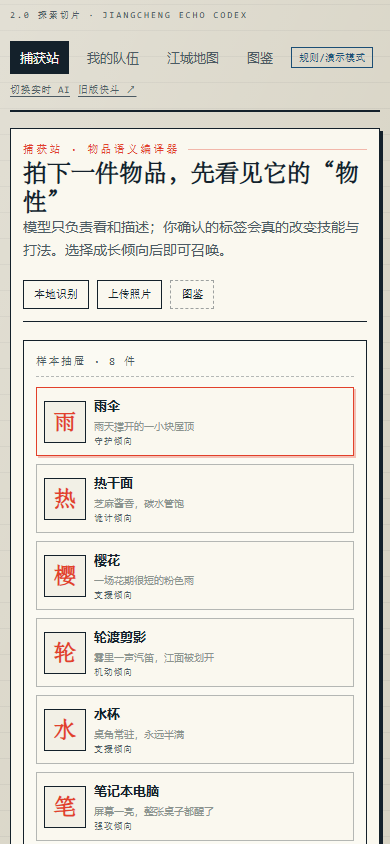 2.0 探索切片 · JIANGCHENG ECHO CODEX
捕获站 我的队伍 江城地图 图鉴 规则/演示模式
切换实时 AI 旧版快斗 ↗
捕获站 · 物品语义编译器
拍下一件物品，先看见它的“物
性”
模型只负责看和描述；你确认的标签会真的改变技能与
打法。选择成长倾向后即可召唤。
本地识别 上传照片 图鉴
样本抽屉 · 8 件
雨
雨伞
雨天撑开的一小块屋顶
守护倾向
热
热干面
芝麻酱香，碳水管饱
诡计倾向
樱
樱花
一场花期很短的粉色雨
支援倾向
轮
轮渡剪影
雾里一声汽笛，江面被划开
机动倾向
水
水杯
桌角常驻，永远半满
支援倾向
笔
笔记本电脑
屏幕一亮，整张桌子都醒了
强攻倾向